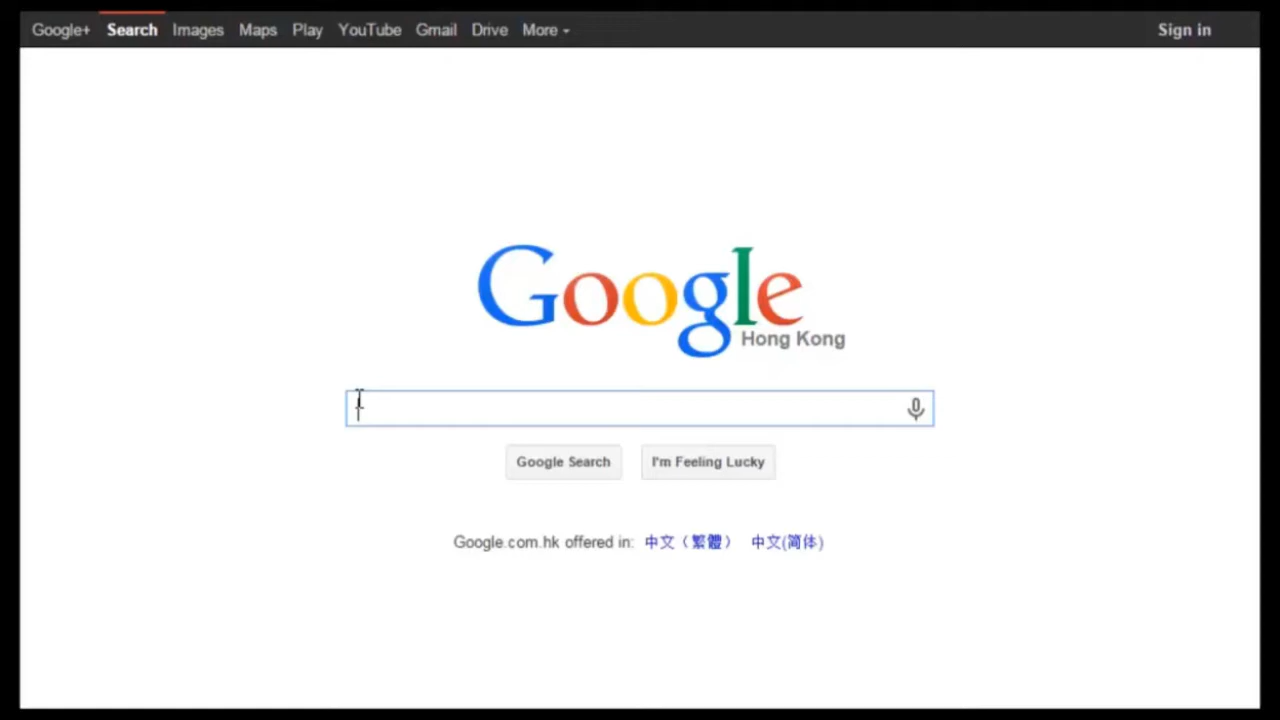 Google+ Search Images Maps Play YouTube Gmail Drive More Sign in
Google
Hong Kong
Google Search I'm Feeling Lucky
Google.com.hk offered in: 中文（繁體） 中文(简体)